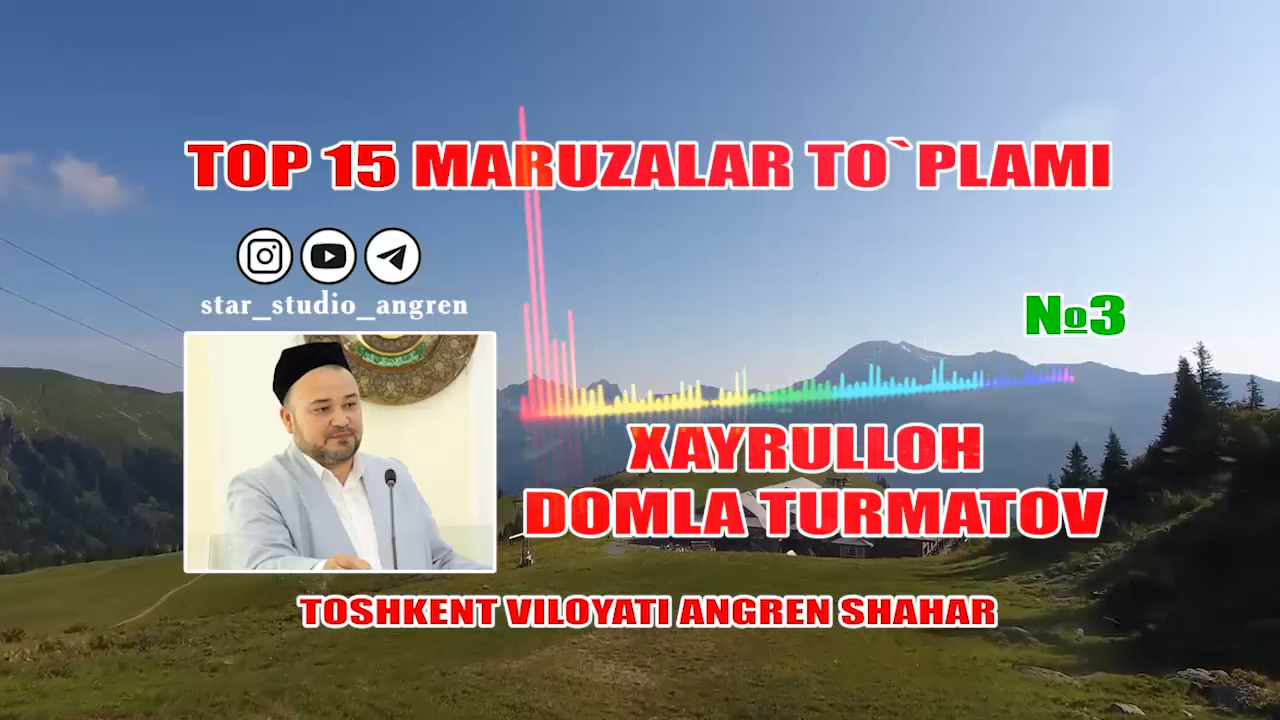 TOP 15 MARUZALAR TO`PLAMI
star_studio_angren
№3
XAYRULLOH
DOMLA TURMATOV
TOSHKENT VILOYATI ANGREN SHAHAR